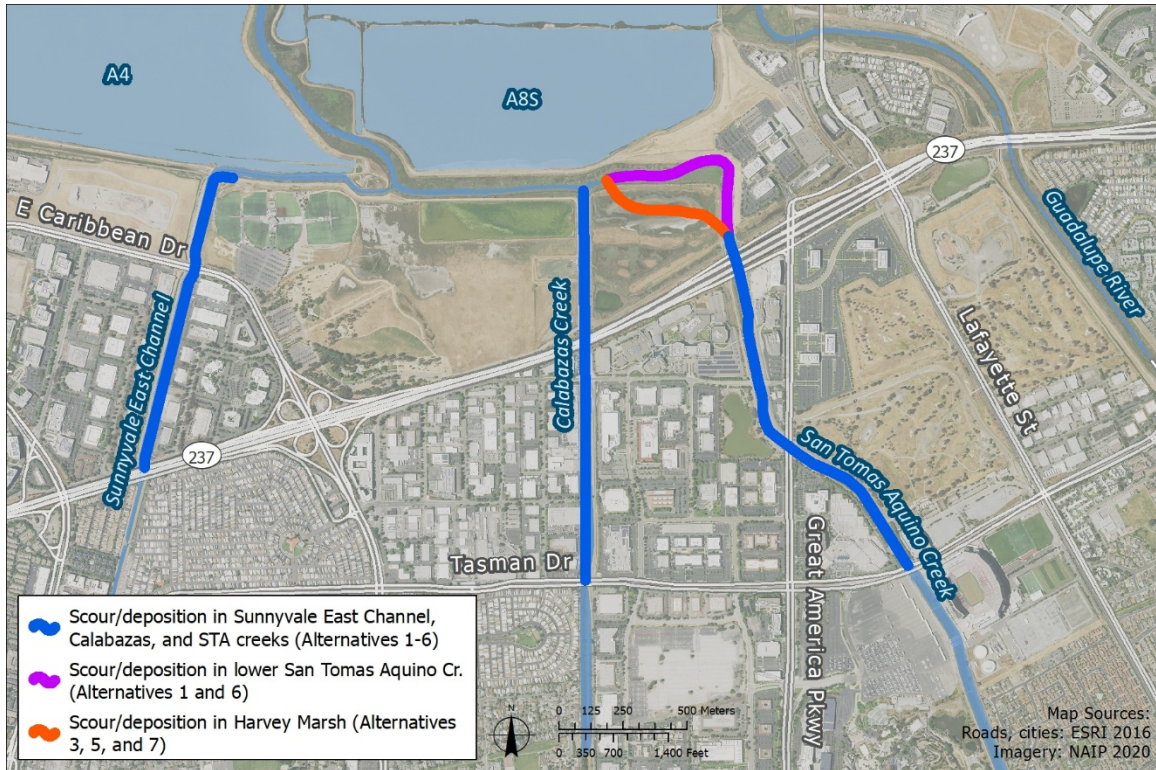 A4
A8S
237
E Caribbean Dr
Guadalupe River
Sunnyvale East Channel
Calabazas Creek
Lafayette St
237
San Tomas Aquino Creek
Tasman Dr
Great America Pkwy
Scour/deposition in Sunnyvale East Channel,
Calabazas, and STA creeks (Alternatives 1-6)
Scour/deposition in lower San Tomas Aquino Cr.
(Alternatives 1 and 6)
Scour/deposition in Harvey Marsh (Alternatives
3, 5, and 7)
N
0 125 250 500 Meters
0 350 700 1,400 Feet
Map Sources:
Roads, cities: ESRI 2016
Imagery: NAIP 2020